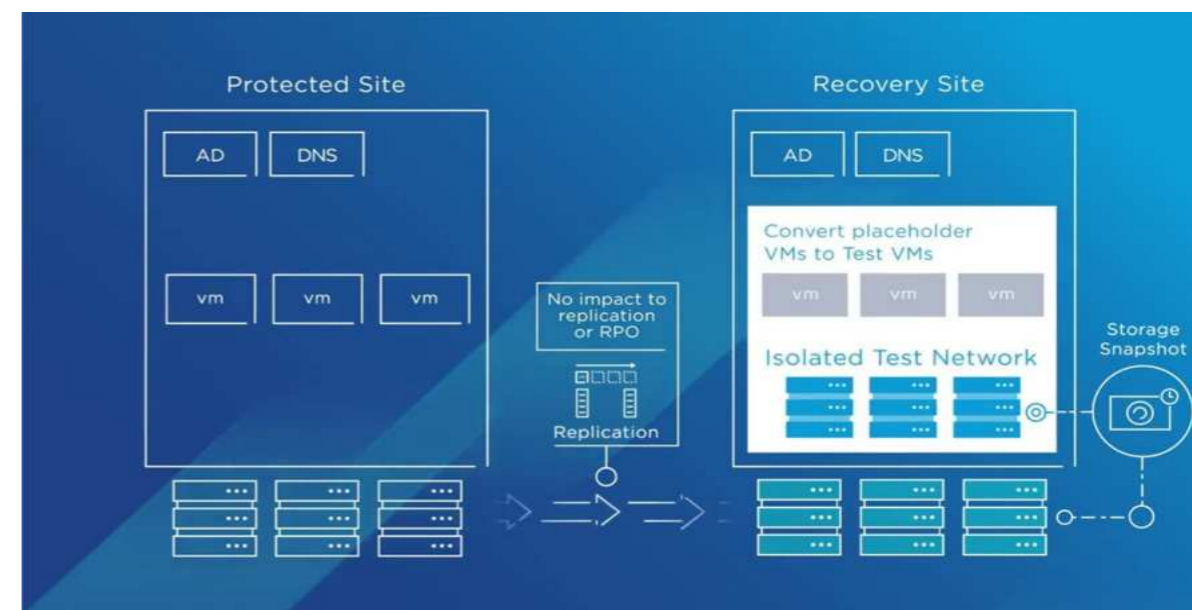 Protected Site
AD
DNS
vm
vm
vm
No impact to
replication
or RPO
Replication
Recovery Site
AD
DNS
Convert placeholder
VMs to Test VMs
vm
vm
vm
Isolated Test Network
Storage
Snapshot